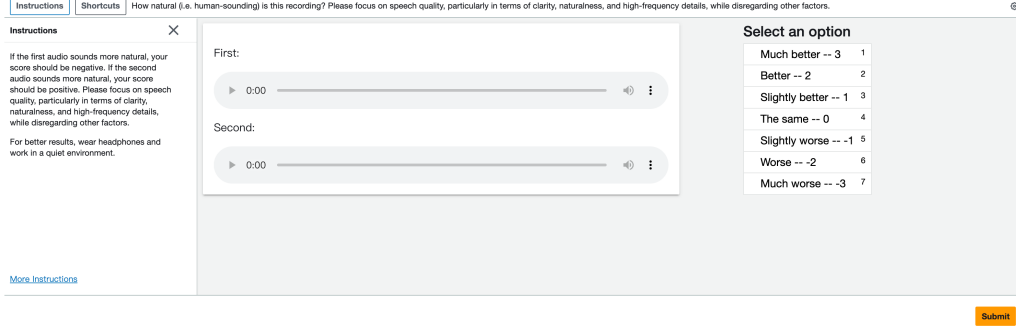 Instructions Shortcuts How natural (i.e. human-sounding) is this recording? Please focus on speech quality, particularly in terms of clarity, naturalness, and high-frequency details, while disregarding other factors.
Instructions
If the first audio sounds more natural, your
score should be negative. If the second
audio sounds more natural, your score
should be positive. Please focus on speech
quality, particularly in terms of clarity,
naturalness, and high-frequency details,
while disregarding other factors.
For better results, wear headphones and
work in a quiet environment.
More Instructions
First:
0:00
Second:
0:00
Select an option
Much better -- 3 1
Better -- 2 2
Slightly better -- 1 3
The same -- 0 4
Slightly worse -- -1 5
Worse -- -2 6
Much worse -- -3 7
Submit